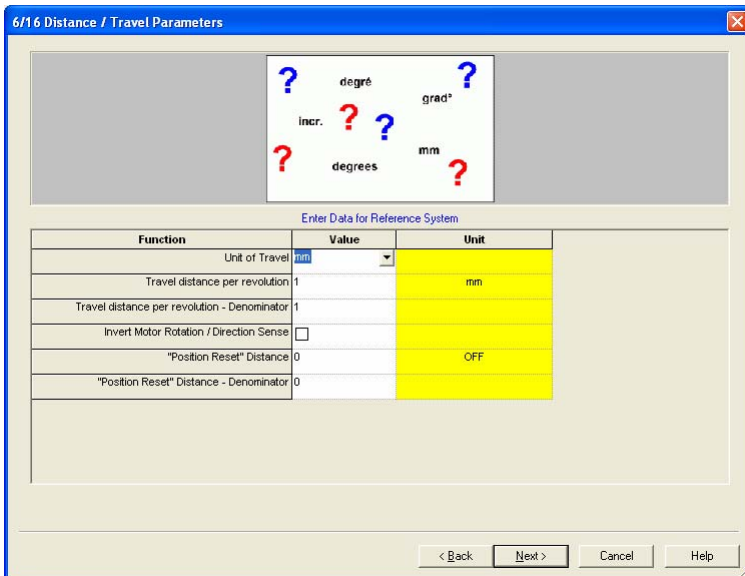 6/16 Distance / Travel Parameters
? degré ?
grad°
incr. ? ?
mm
? degrees ?
Enter Data for Reference System
Function Value Unit
Unit of Travel mm
Travel distance per revolution 1 mm
Travel distance per revolution - Denominator 1
Invert Motor Rotation / Direction Sense
"Position Reset" Distance 0 OFF
"Position Reset" Distance - Denominator 0
< Back Next > Cancel Help